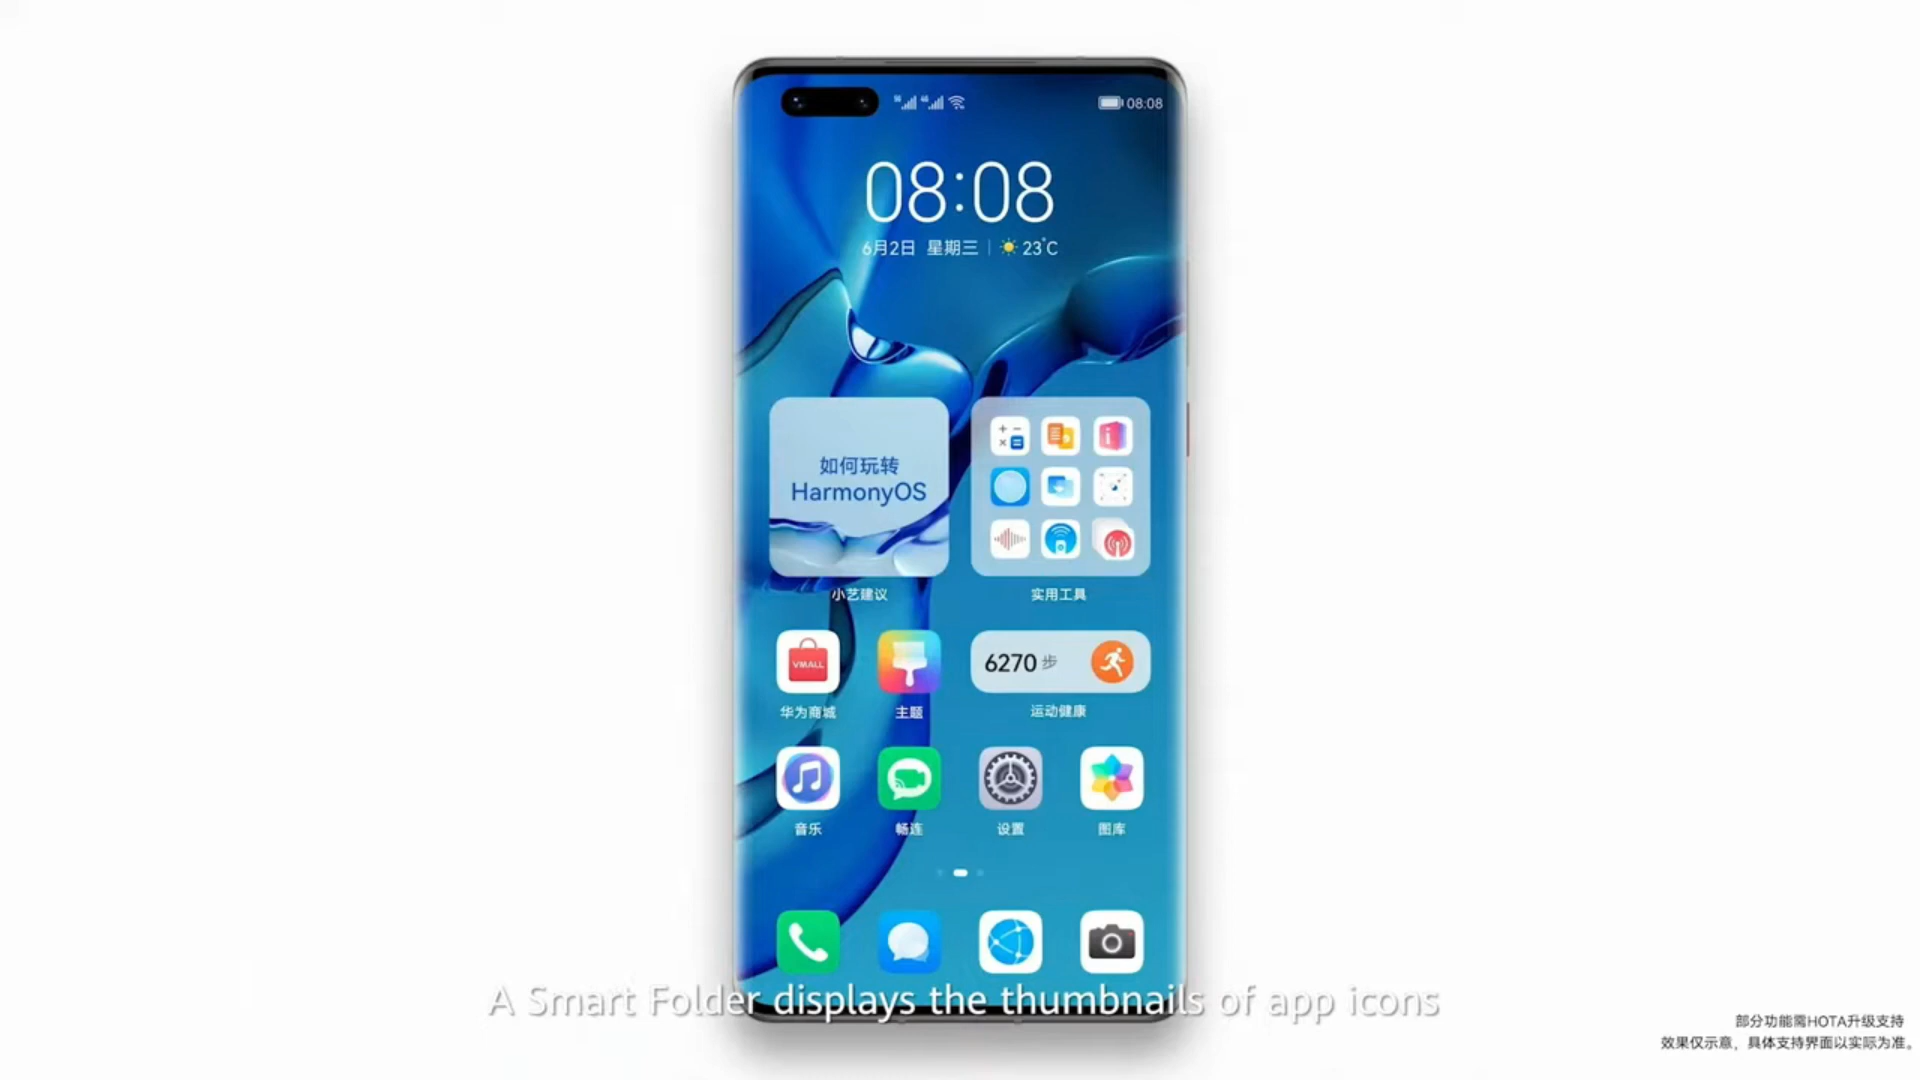 08:08
08:08
6月2日 星期三 23°C
如何玩转
HarmonyOS
小艺建议
实用工具
VMALL
6270 步
华为商城
主题
运动健康
音乐
畅连
设置
图库
A Smart Folder displays the thumbnails of app icons
部分功能需HOTA升级支持
效果仅示意，具体支持界面以实际为准。